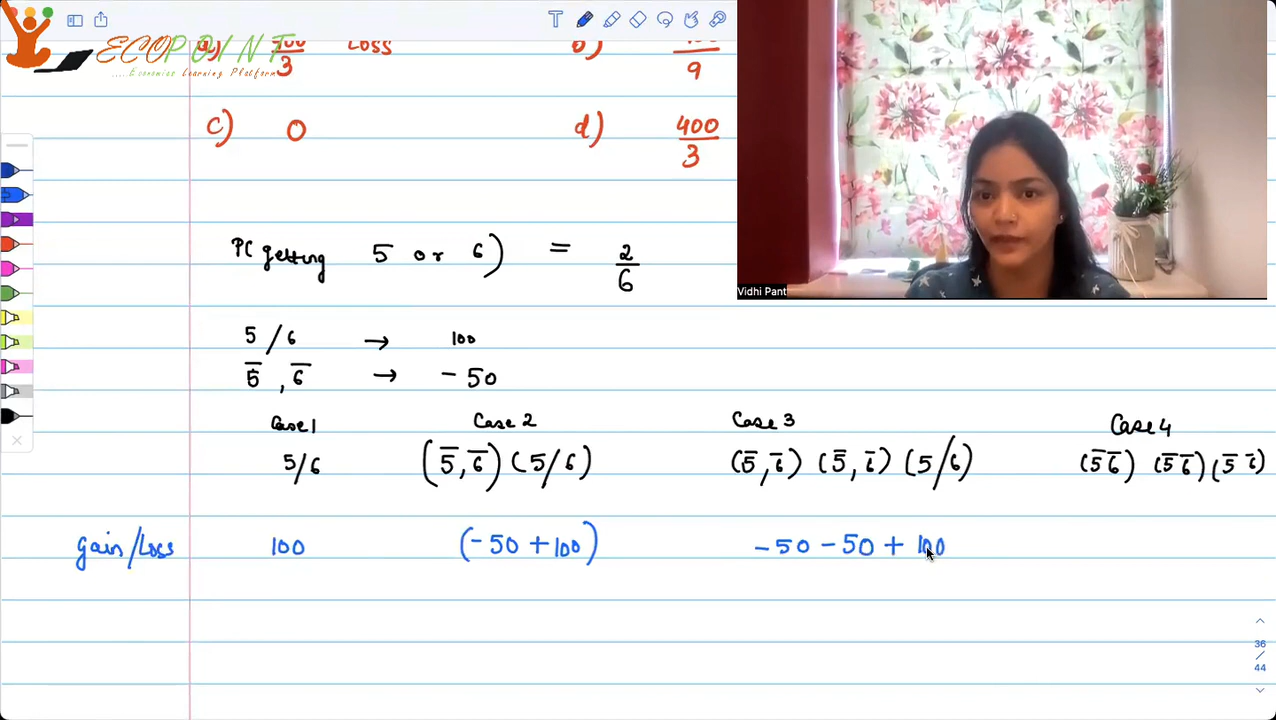 ECOPOINT
.....Economics Learning Platform
a) 400/3 Loss b) 400/9
c) 0 d) 400/3
P(getting 5 or 6) = 2/6
5/6 → 100
5̅, 6̅ → -50
Case 1 Case 2 Case 3 Case 4
5/6 (5̅, 6̅) (5/6) (5̅, 6̅) (5̅, 6̅) (5/6) (5̅ 6̅) (5̅ 6̅) (5̅ 6̅)
gain/Loss 100 (-50 + 100) -50 - 50 + 100
Vidhi Pant
36
/
44